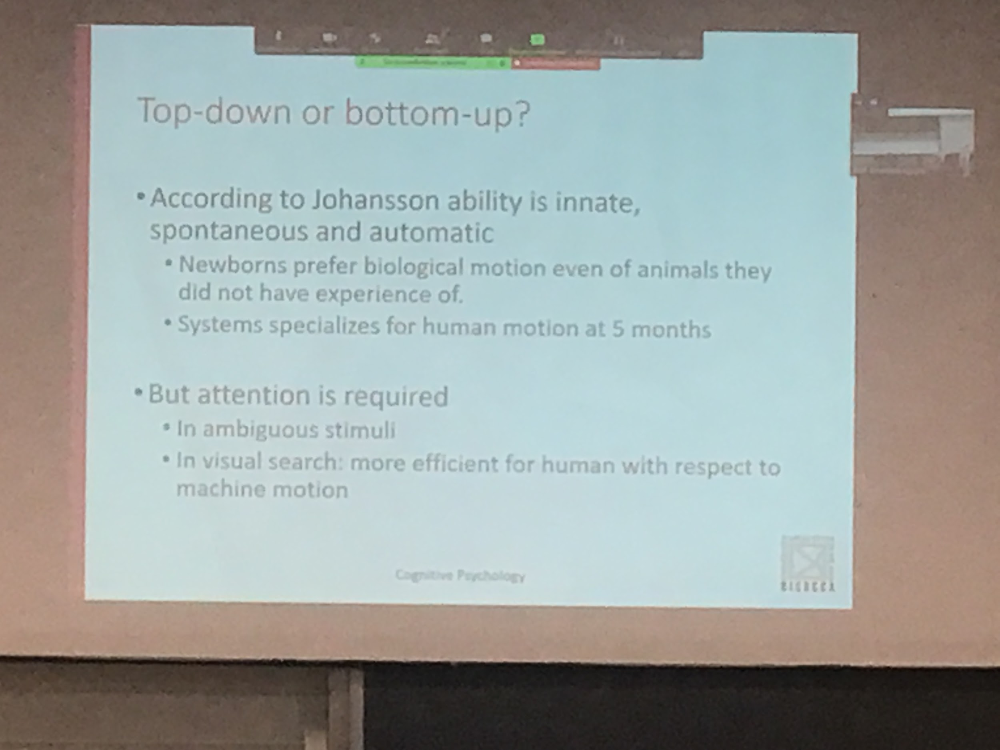 Top-down or bottom-up?
• According to Johansson ability is innate,
spontaneous and automatic
• Newborns prefer biological motion even of animals they
did not have experience of.
• Systems specializes for human motion at 5 months
• But attention is required
• In ambiguous stimuli
• In visual search: more efficient for human with respect to
machine motion
Cognitive Psychology
BICOCCA